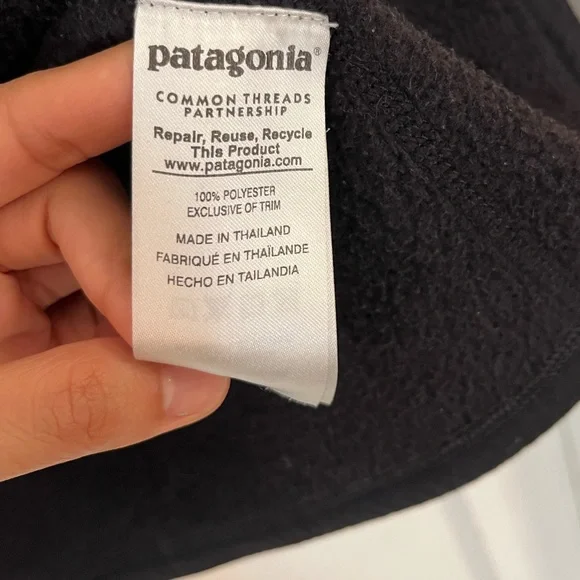 patagonia®
COMMON THREADS
PARTNERSHIP
Repair, Reuse, Recycle
This Product
www.patagonia.com
100% POLYESTER
EXCLUSIVE OF TRIM
MADE IN THAILAND
FABRIQUÉ EN THAÏLANDE
HECHO EN TAILANDIA